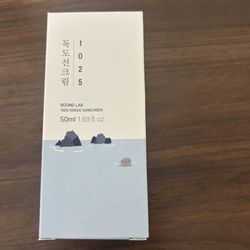 1025
독도선크림
ROUND LAB
1025 DOKDO SUNSCREEN
50ml 1.69 fl. oz.